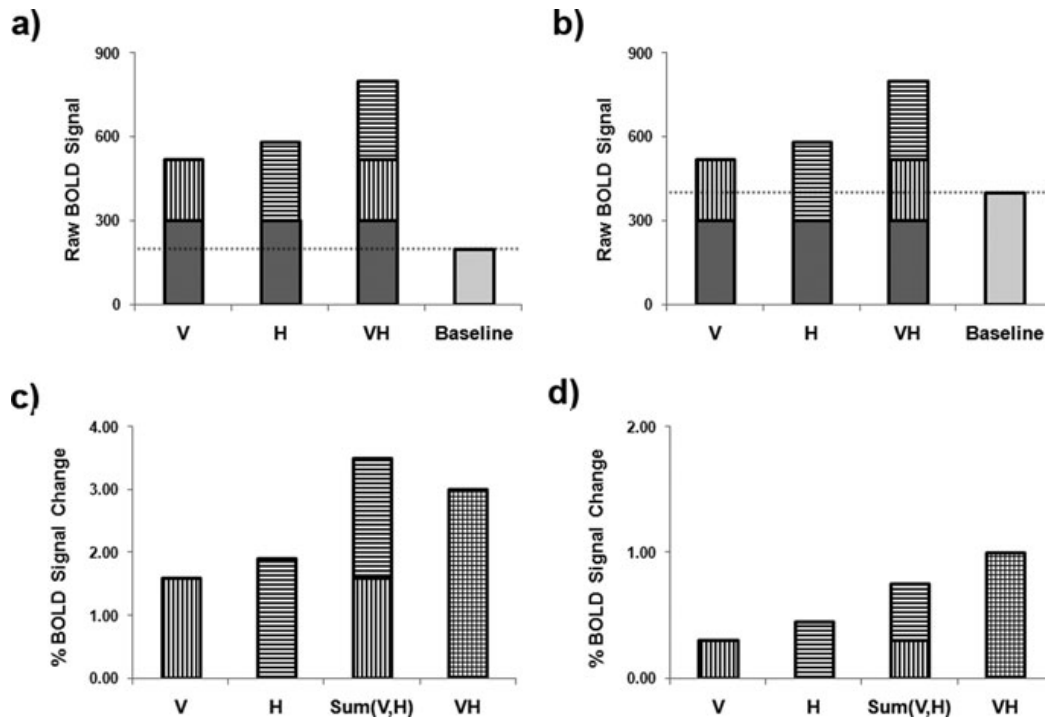 a)
Raw BOLD Signal
900
600
300
0
V H VH Baseline
b)
Raw BOLD Signal
900
600
300
0
V H VH Baseline
c)
% BOLD Signal Change
4.00
3.00
2.00
1.00
0.00
V H Sum(V,H) VH
d)
% BOLD Signal Change
2.00
1.00
0.00
V H Sum(V,H) VH